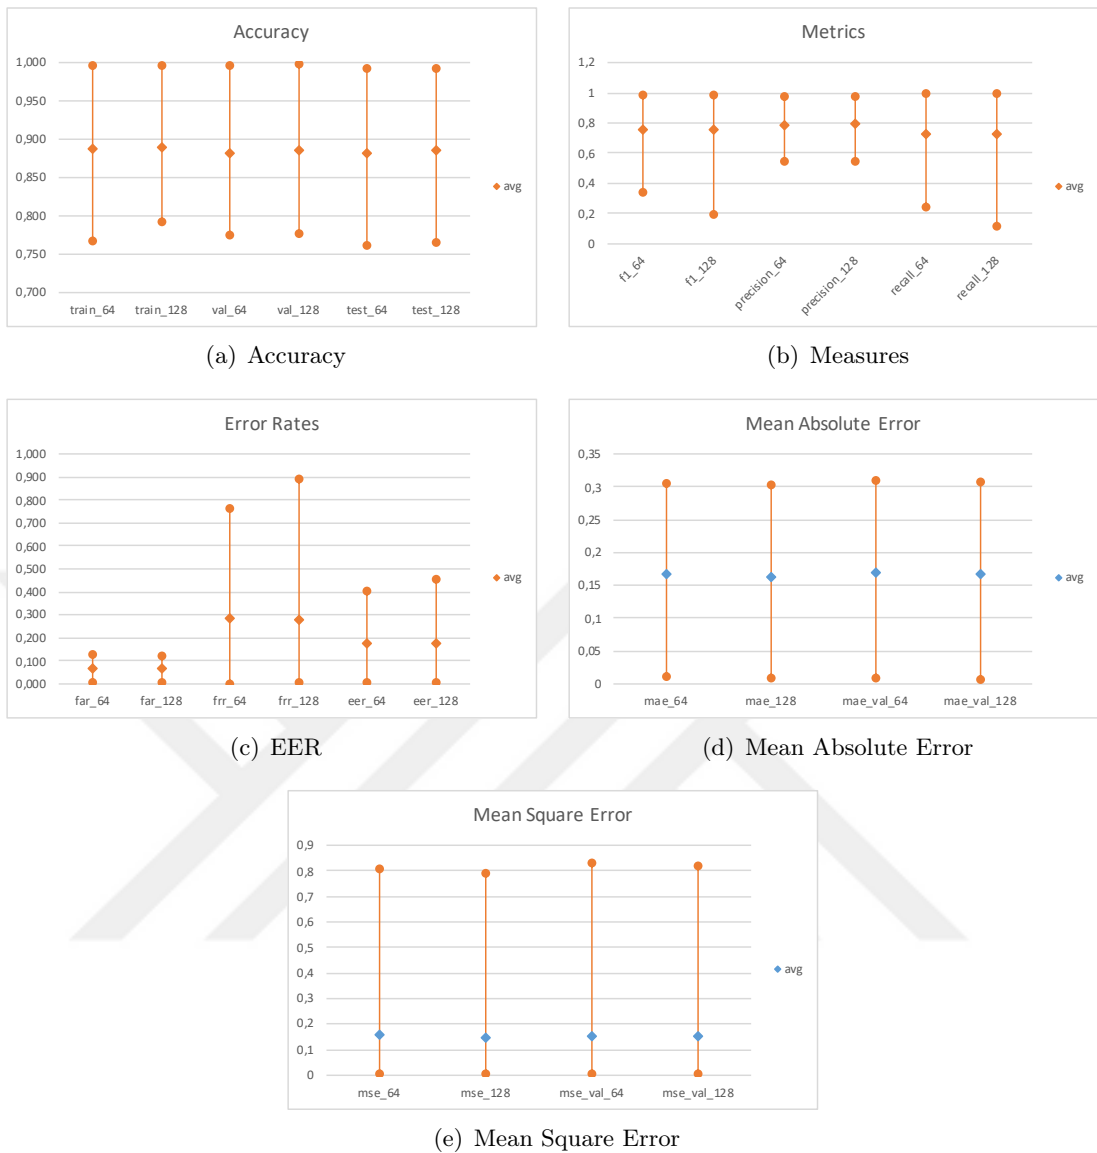 Accuracy
1,000
0,950
0,900
0,850
0,800
0,750
0,700
train_64 train_128 val_64 val_128 test_64 test_128
avg
(a) Accuracy
Metrics
1,2
1
0,8
0,6
0,4
0,2
0
f1_64 f1_128 precision_64 precision_128 recall_64 recall_128
avg
(b) Measures
Error Rates
1,000
0,900
0,800
0,700
0,600
0,500
0,400
0,300
0,200
0,100
0,000
far_64 far_128 frr_64 frr_128 eer_64 eer_128
avg
(c) EER
Mean Absolute Error
0,35
0,3
0,25
0,2
0,15
0,1
0,05
0
mae_64 mae_128 mae_val_64 mae_val_128
avg
(d) Mean Absolute Error
Mean Square Error
0,9
0,8
0,7
0,6
0,5
0,4
0,3
0,2
0,1
0
mse_64 mse_128 mse_val_64 mse_val_128
avg
(e) Mean Square Error